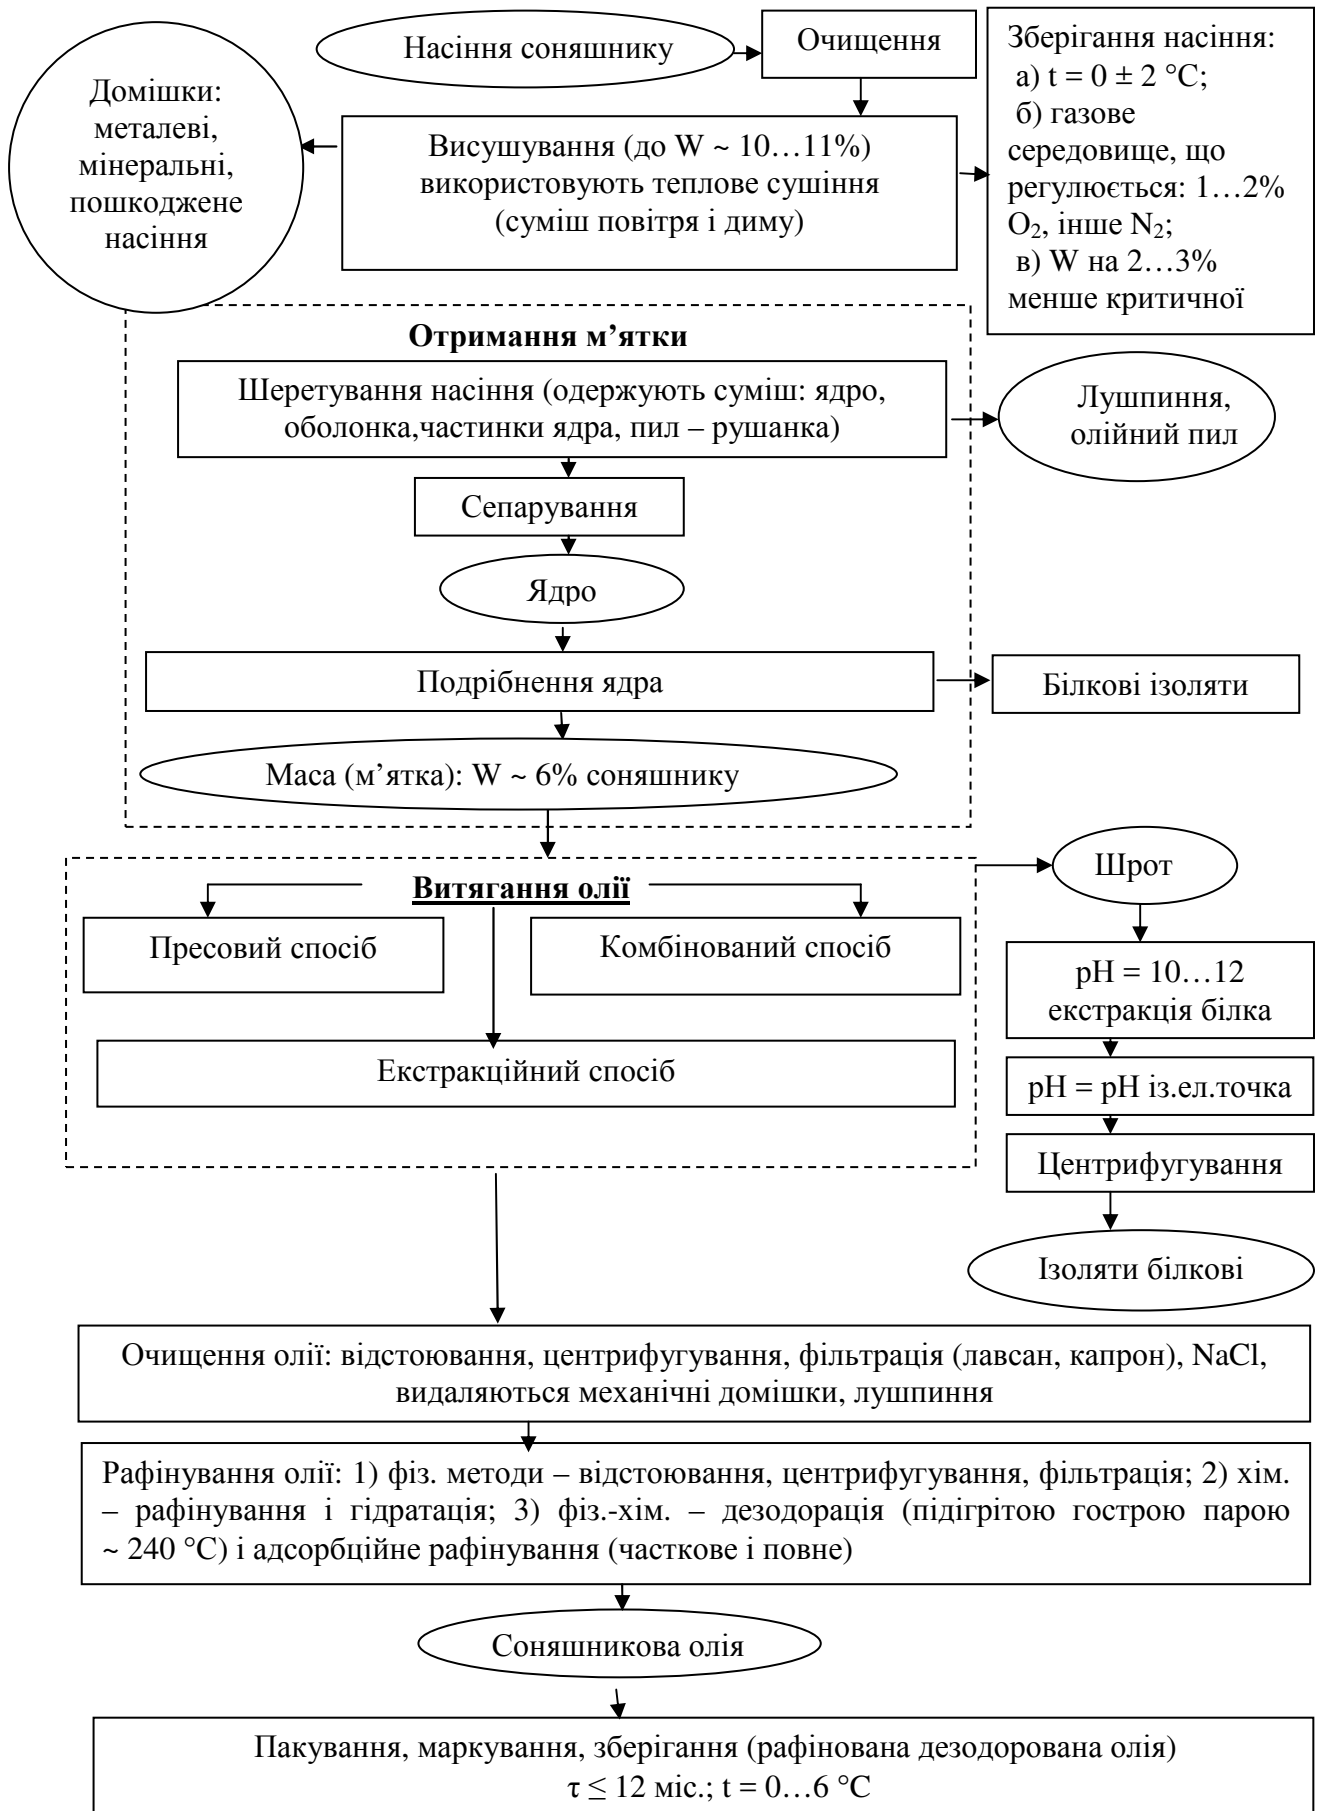 Насіння соняшнику
Очищення
Зберігання насіння:
а) t = 0 ± 2 °C;
б) газове
середовище, що
регулюється: 1…2%
O₂, інше N₂;
в) W на 2…3%
менше критичної
Домішки:
металеві,
мінеральні,
пошкоджене
насіння
Висушування (до W ~ 10…11%)
використовують теплове сушіння
(суміш повітря і диму)
Отримання м’ятки
Шеретування насіння (одержують суміш: ядро,
оболонка,частинки ядра, пил – рушанка)
Лушпиння,
олійний пил
Сепарування
Ядро
Подрібнення ядра
Білкові ізоляти
Маса (м’ятка): W ~ 6% соняшнику
Витягання олії
Шрот
Пресовий спосіб
Комбінований спосіб
Екстракційний спосіб
pH = 10…12
екстракція білка
pH = pH із.ел.точка
Центрифугування
Ізоляти білкові
Очищення олії: відстоювання, центрифугування, фільтрація (лавсан, капрон), NaCl,
видаляються механічні домішки, лушпиння
Рафінування олії: 1) фіз. методи – відстоювання, центрифугування, фільтрація; 2) хім.
– рафінування і гідратація; 3) фіз.-хім. – дезодорація (підігрітою гострою парою
~ 240 °C) і адсорбційне рафінування (часткове і повне)
Соняшникова олія
Пакування, маркування, зберігання (рафінована дезодорована олія)
τ ≤ 12 міс.; t = 0…6 °C